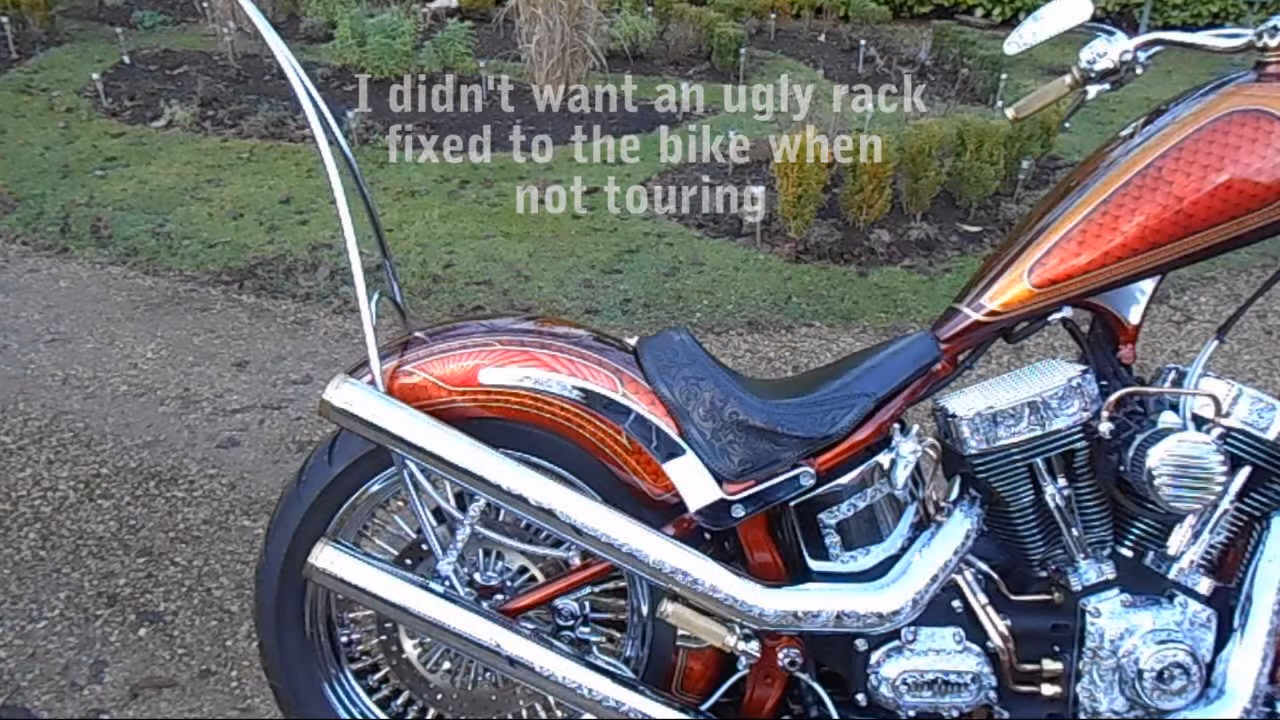 I didn't want an ugly rack
fixed to the bike when
not touring